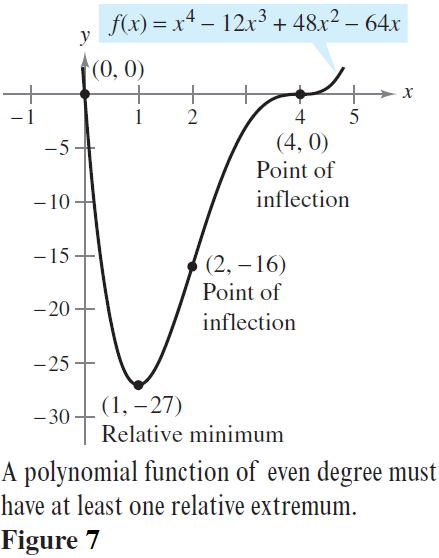 f(x) = x⁴ – 12x³ + 48x² – 64x
y
(0, 0)
x
−1 1 2 4 5
−5
(4, 0)
Point of
inflection
−10
−15
(2, −16)
Point of
inflection
−20
−25
(1, −27)
−30
Relative minimum
A polynomial function of even degree must
have at least one relative extremum.
Figure 7